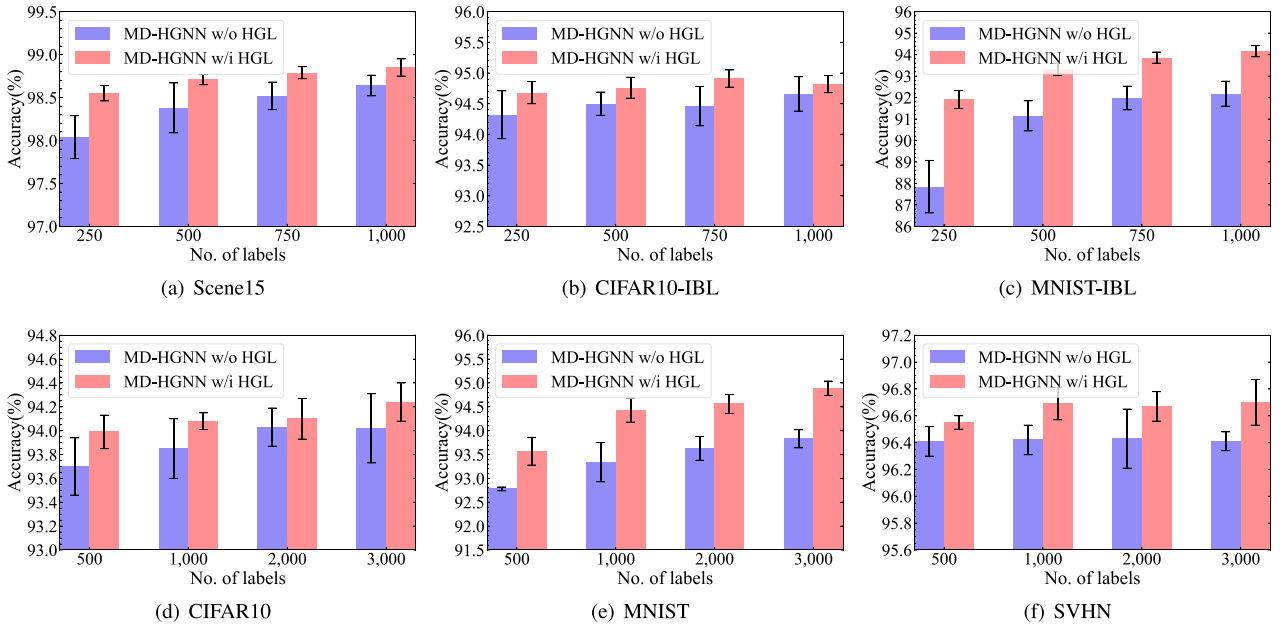 99.5
99.0
98.5
98.0
97.5
97.0
Accuracy(%)
MD-HGNN w/o HGL
MD-HGNN w/i HGL
250 500 750 1,000
No. of labels
(a) Scene15
96.0
95.5
95.0
94.5
94.0
93.5
93.0
92.5
Accuracy(%)
MD-HGNN w/o HGL
MD-HGNN w/i HGL
250 500 750 1,000
No. of labels
(b) CIFAR10-IBL
96
94
93
92
91
90
89
88
87
86
Accuracy(%)
MD-HGNN w/o HGL
MD-HGNN w/i HGL
250 500 750 1,000
No. of labels
(c) MNIST-IBL
94.8
94.6
94.4
94.2
94.0
93.8
93.6
93.4
93.2
93.0
Accuracy(%)
MD-HGNN w/o HGL
MD-HGNN w/i HGL
500 1,000 2,000 3,000
No. of labels
(d) CIFAR10
96.0
95.5
95.0
94.5
94.0
93.5
93.0
92.5
92.0
91.5
Accuracy(%)
MD-HGNN w/o HGL
MD-HGNN w/i HGL
500 1,000 2,000 3,000
No. of labels
(e) MNIST
97.2
97.0
96.8
96.6
96.4
96.2
96.0
95.8
95.6
Accuracy(%)
MD-HGNN w/o HGL
MD-HGNN w/i HGL
500 1,000 2,000 3,000
No. of labels
(f) SVHN